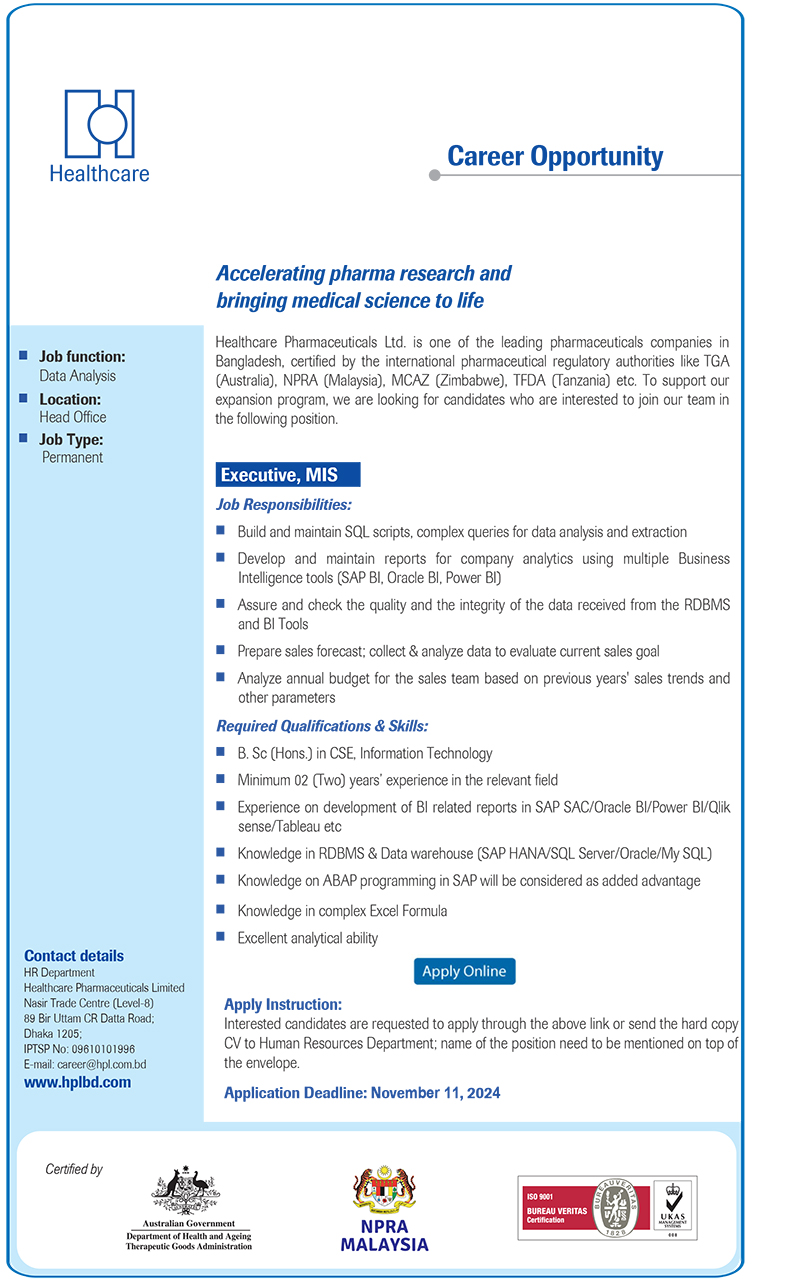 Healthcare
Career Opportunity
Accelerating pharma research and
bringing medical science to life
Job function:
Data Analysis
Location:
Head Office
Job Type:
Permanent
Healthcare Pharmaceuticals Ltd. is one of the leading pharmaceuticals companies in
Bangladesh, certified by the international pharmaceutical regulatory authorities like TGA
(Australia), NPRA (Malaysia), MCAZ (Zimbabwe), TFDA (Tanzania) etc. To support our
expansion program, we are looking for candidates who are interested to join our team in
the following position.
Executive, MIS
Job Responsibilities:
Build and maintain SQL scripts, complex queries for data analysis and extraction
Develop and maintain reports for company analytics using multiple Business
Intelligence tools (SAP BI, Oracle BI, Power BI)
Assure and check the quality and the integrity of the data received from the RDBMS
and BI Tools
Prepare sales forecast; collect & analyze data to evaluate current sales goal
Analyze annual budget for the sales team based on previous years' sales trends and
other parameters
Required Qualifications & Skills:
B. Sc (Hons.) in CSE, Information Technology
Minimum 02 (Two) years' experience in the relevant field
Experience on development of BI related reports in SAP SAC/Oracle BI/Power BI/Qlik
sense/Tableau etc
Knowledge in RDBMS & Data warehouse (SAP HANA/SQL Server/Oracle/My SQL)
Knowledge on ABAP programming in SAP will be considered as added advantage
Knowledge in complex Excel Formula
Excellent analytical ability
Apply Online
Apply Instruction:
Interested candidates are requested to apply through the above link or send the hard copy
CV to Human Resources Department; name of the position need to be mentioned on top of
the envelope.
Application Deadline: November 11, 2024
Contact details
HR Department
Healthcare Pharmaceuticals Limited
Nasir Trade Centre (Level-8)
89 Bir Uttam CR Datta Road;
Dhaka 1205;
IPTSP No: 09610101996
E-mail: career@hpl.com.bd
www.hplbd.com
Certified by
Australian Government
Department of Health and Ageing
Therapeutic Goods Administration
NPRA
MALAYSIA
ISO 9001
BUREAU VERITAS
Certification
BUREAU VERITAS
1828
UKAS
MANAGEMENT
SYSTEMS
008